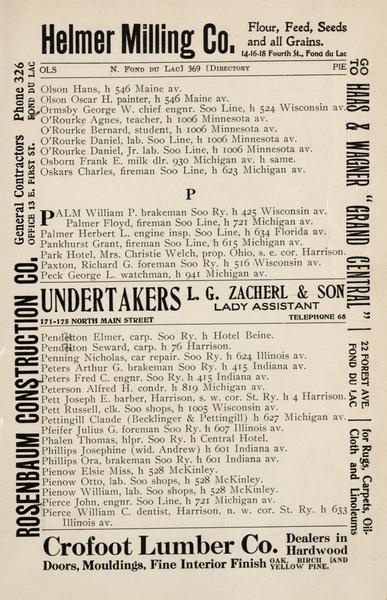 Helmer Milling Co. Flour, Feed, Seeds
and all Grains.
14-16-18 Fourth St., Fond du Lac
OLS N. FOND DU LAC] 369 [DIRECTORY PIE
Olson Hans, h 546 Maine av.
Olson Oscar H. painter, h 546 Maine av.
Ormsby George W. chief engnr. Soo Line, h 524 Wisconsin av.
O'Rourke Agnes, teacher, h 1006 Minnesota av.
O'Rourke Bernard, student, h 1006 Minnesota av.
O'Rourke Daniel, lab. Soo Line, h 1006 Minnesota av.
O'Rourke Daniel, Jr. lab. Soo Line, h 1006 Minnesota av.
Osborn Frank E. milk dlr. 930 Michigan av. h same.
Oskars Charles, fireman Soo Line, h 623 Michigan av.
P
PALM William P. brakeman Soo Ry. h 425 Wisconsin av.
Palmer Floyd, fireman Soo Line, h 721 Michigan av.
Palmer Herbert L. engine insp. Soo Line, h 634 Florida av.
Pankhurst Grant, fireman Soo Line, h 615 Michigan av.
Park Hotel, Mrs. Christie Welch, prop. Ohio, s. e. cor. Harrison.
Paxton, Richard G. foreman Soo Ry. h 516 Wisconsin av.
Peck George L. watchman, h 941 Michigan av.
UNDERTAKERS L. G. ZACHERL & SON
LADY ASSISTANT
171-175 NORTH MAIN STREET TELEPHONE 65
Pendleton Elmer, carp. Soo Ry. h Hotel Beine.
Pendleton Seward, carp. h 76 Harrison.
Penning Nicholas, car repair. Soo Ry. h 624 Illinois av.
Peters Arthur G. brakeman Soo Ry. h 415 Indiana av.
Peters Fred C. engnr. Soo Ry. h 415 Indiana av.
Peterson Alfred H. condr. h 819 Michigan av.
Pett Joseph E. barber, Harrison, s. w. cor. St. Ry. h 4 Harrison.
Pett Russell, clk. Soo shops, h 1005 Wisconsin av.
Pettingill Claude (Becklinger & Pettingill) h 627 Michigan av.
Pfeifer Julius G. foreman Soo Ry. h 607 Illinois av.
Phalen Thomas, hlpr. Soo Ry. h Central Hotel.
Phillips Josephine (wid. Andrew) h 601 Indiana av.
Phillips Ora, brakeman Soo Ry. h 601 Indiana av.
Pienow Elsie Miss, h 528 McKinley.
Pienow Otto, lab. Soo shops, h 528 McKinley.
Pienow William, lab. Soo shops, h 528 McKinley.
Pierce John, engnr. Soo Line, h 721 Michigan av.
Pierce William C. dentist, Harrison, n. w. cor. St. Ry. h 633
Illinois av.
Crofoot Lumber Co. Dealers in
Hardwood
Doors, Mouldings, Fine Interior Finish OAK, BIRCH AND
YELLOW PINE.
ROSENBAUM CONSTRUCTION CO. General Contractors Phone 326
OFFICE 13 E. FIRST ST. FOND DU LAC
GO
TO HAAS & WAGNER "GRAND CENTRAL" 22 FOREST AVE.
FOND DU LAC for Rugs, Carpets, Oil-
Cloth and Linoleums